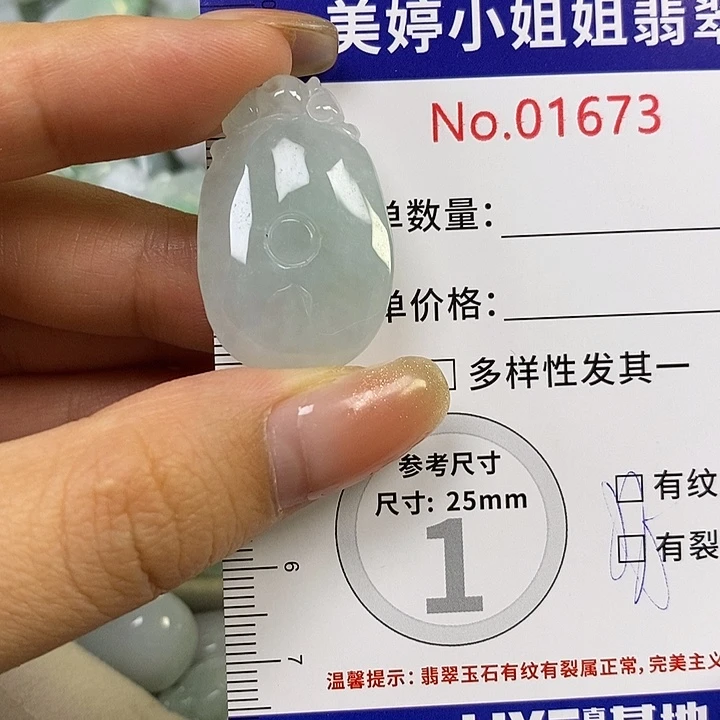 美婷小姐姐翡翠
No.01673
单数量：
单价格：
多样性发其一
参考尺寸
尺寸: 25mm
1
有纹
有裂
6
7
温馨提示：翡翠玉石有纹有裂属正常，完美主义
基地